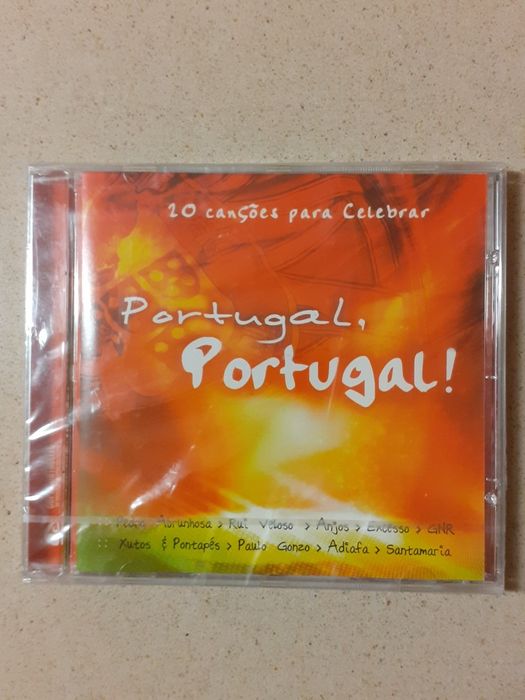 20 canções para Celebrar
Portugal,
Portugal!
Pedro Abrunhosa > Rui Veloso > Anjos > Excesso > GNR
Xutos & Pontapés > Paulo Gonzo > Adiafa > Santamaria